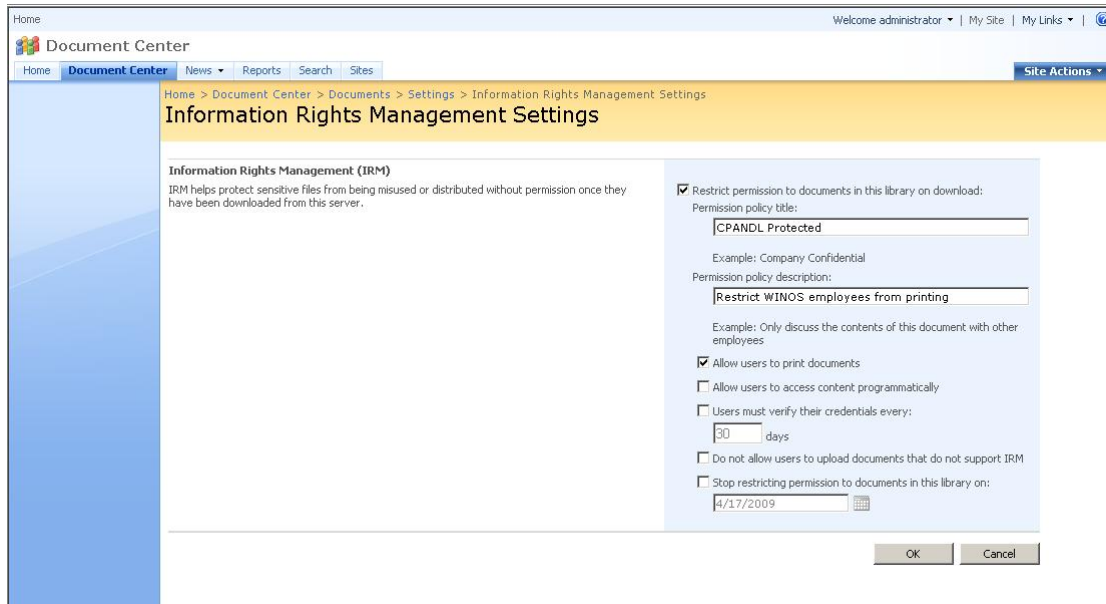 Home
Welcome administrator | My Site | My Links
Document Center
Home Document Center News Reports Search Sites
Site Actions
Home > Document Center > Documents > Settings > Information Rights Management Settings
Information Rights Management Settings
Information Rights Management (IRM)
IRM helps protect sensitive files from being misused or distributed without permission once they
have been downloaded from this server.
Restrict permission to documents in this library on download:
Permission policy title:
CPANDL Protected
Example: Company Confidential
Permission policy description:
Restrict WINOS employees from printing
Example: Only discuss the contents of this document with other
employees
Allow users to print documents
Allow users to access content programmatically
Users must verify their credentials every:
30 days
Do not allow users to upload documents that do not support IRM
Stop restricting permission to documents in this library on:
4/17/2009
OK Cancel